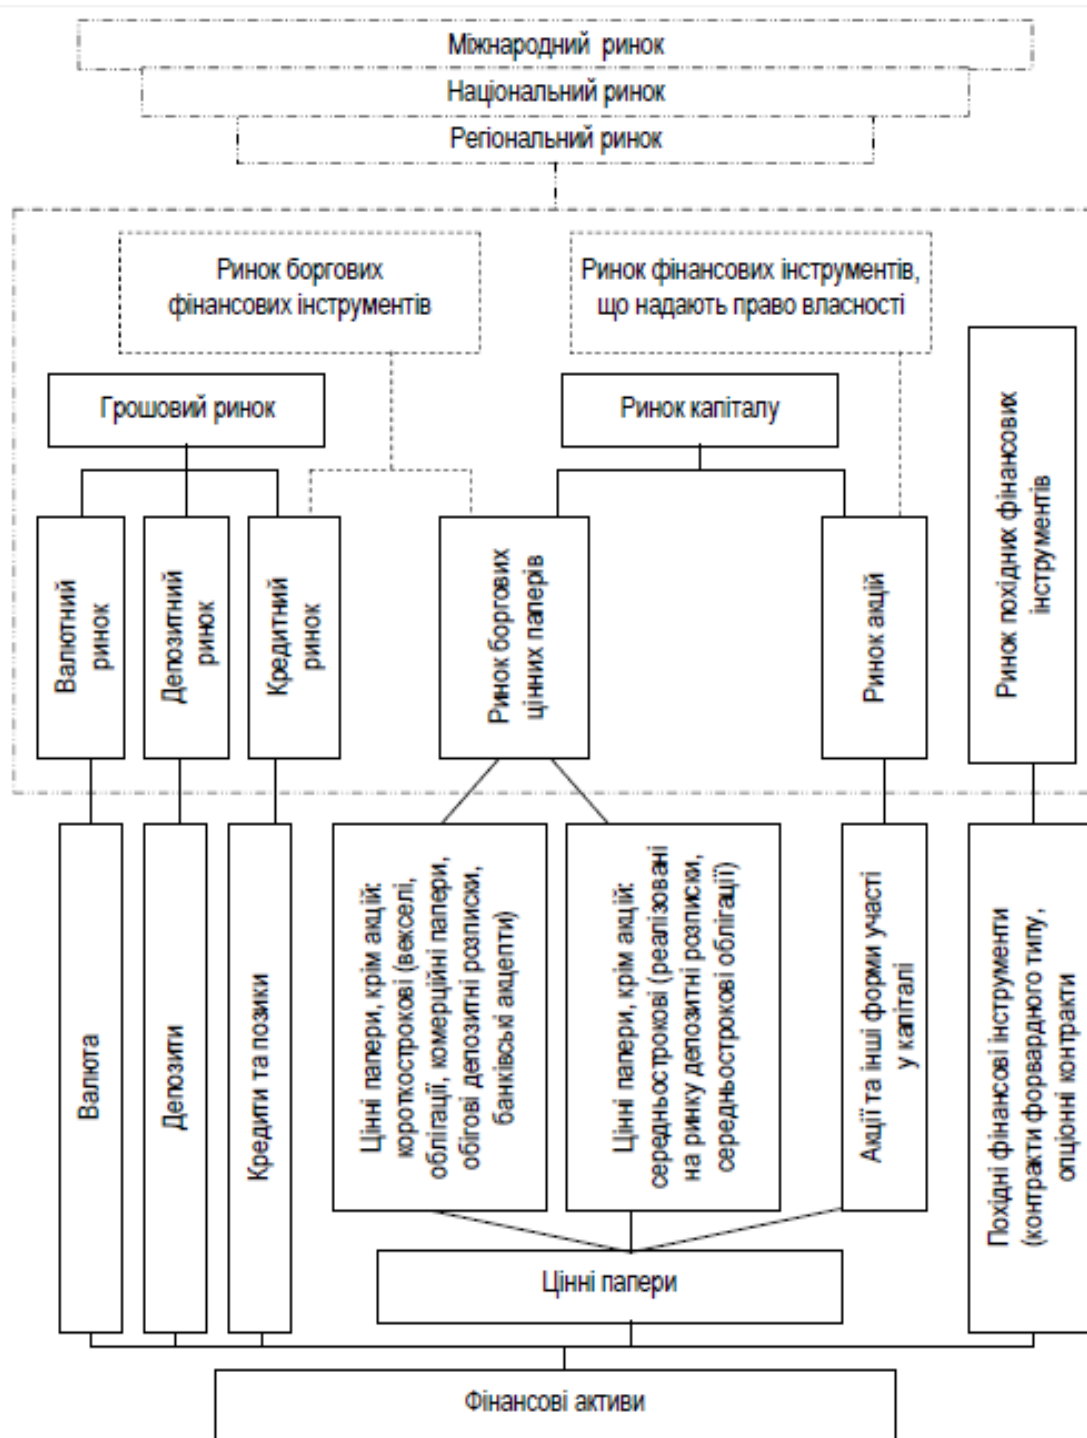 Міжнародний ринок
Національний ринок
Регіональний ринок
Ринок боргових
фінансових інструментів
Ринок фінансових інструментів,
що надають право власності
Грошовий ринок
Ринок капіталу
Валютний
ринок
Депозитний
ринок
Кредитний
ринок
Ринок боргових
цінних паперів
Ринок акцій
Ринок похідних фінансових
інструментів
Валюта
Депозити
Кредити та позики
Цінні папери, крім акцій:
короткострокові (векселі,
облігації, комерційні папери,
обігові депозитні розписки,
банківські акцепти)
Цінні папери, крім акцій:
середньострокові (реалізовані
на ринку депозитні розписки,
середньострокові облігації)
Акції та інші форми участі
у капіталі
Похідні фінансові інструменти
(контракти форвардного типу,
опціонні контракти
Цінні папери
Фінансові активи